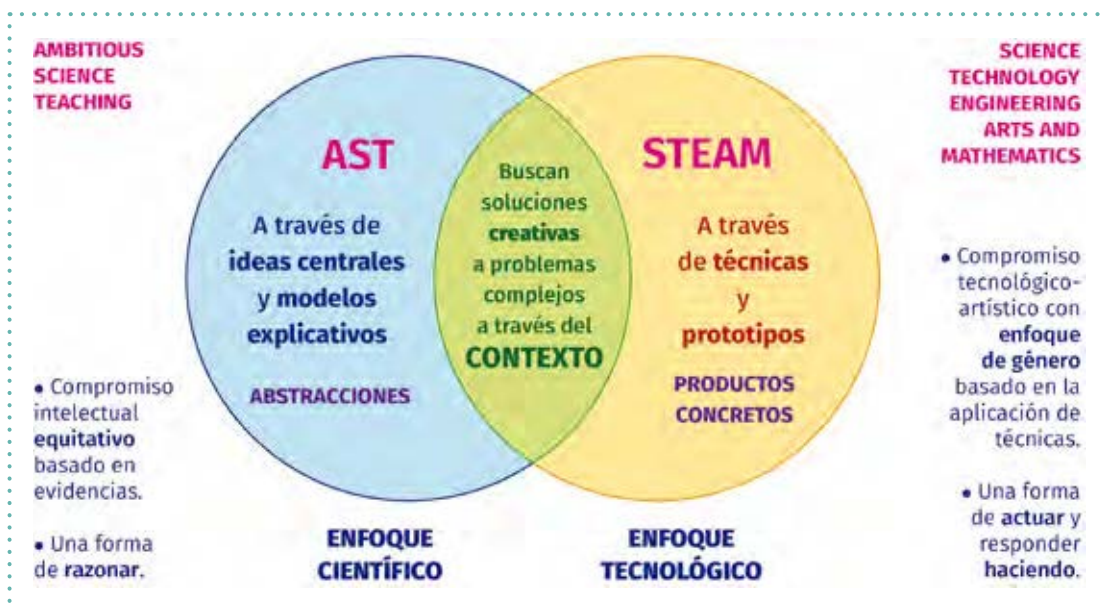 AMBITIOUS
SCIENCE
TEACHING
AST
A través de
ideas centrales
y modelos
explicativos
ABSTRACCIONES
• Compromiso
intelectual
equitativo
basado en
evidencias.
• Una forma
de razonar.
ENFOQUE
CIENTÍFICO
Buscan
soluciones
creativas
a problemas
complejos
a través del
CONTEXTO
STEAM
A través
de técnicas
y
prototipos
PRODUCTOS
CONCRETOS
ENFOQUE
TECNOLÓGICO
SCIENCE
TECHNOLOGY
ENGINEERING
ARTS AND
MATHEMATICS
• Compromiso
tecnológico-
artístico con
enfoque
de género
basado en la
aplicación de
técnicas.
• Una forma
de actuar y
responder
haciendo.